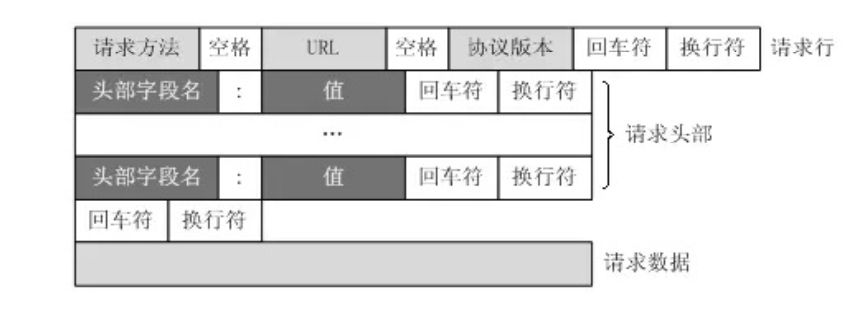 请求方法 空格 URL 空格 协议版本 回车符 换行符 请求行
头部字段名 : 值 回车符 换行符
… 请求头部
头部字段名 : 值 回车符 换行符
回车符 换行符
请求数据